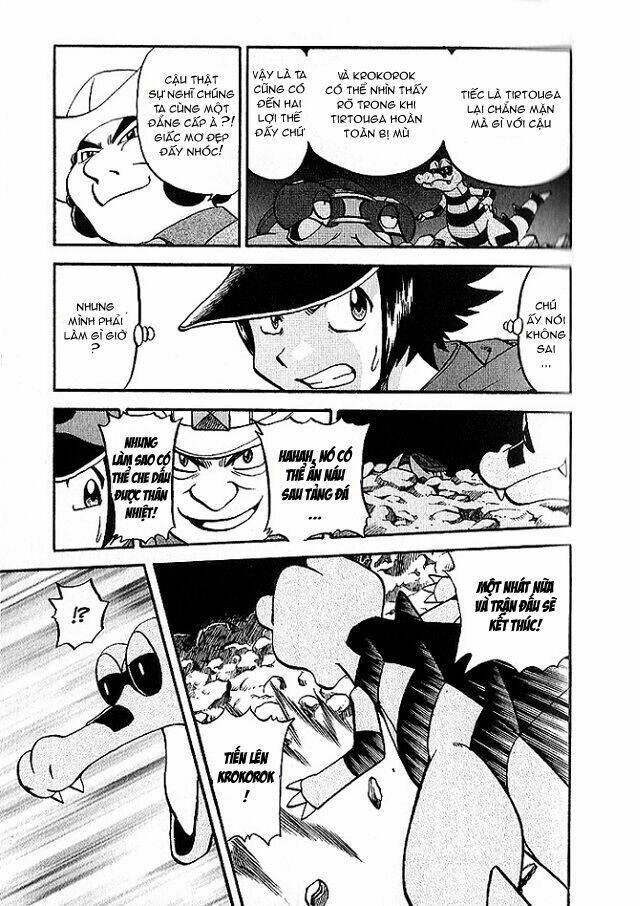 TIẾC LÀ TIRTOUGA
LẠI CHẲNG MẶN
MÀ GÌ VỚI CẬU
VÀ KROKOROK
CÓ THỂ NHÌN THẤY
RÕ TRONG KHI
TIRTOUGA HOÀN
TOÀN BỊ MÙ
VẬY LÀ TA
CŨNG CÓ
ĐẾN HAI
LỢI THẾ
ĐẤY CHỨ
CẬU THẬT
SỰ NGHĨ CHÚNG
TA CÙNG MỘT
ĐẲNG CẤP À ?!
GIẤC MƠ ĐẸP
ĐẤY NHÓC!
CHÚ
ẤY NÓI
KHÔNG
SAI
...
NHƯNG
MÌNH PHẢI
LÀM GÌ GIỜ
?
HAHAH, NÓ CÓ
THỂ ẨN NÁU
SAU TẢNG ĐÁ
...
NHƯNG
LÀM SAO CÓ
THỂ CHE DẤU
ĐƯỢC THÂN
NHIỆT!
MỘT NHÁT NỮA
VÀ TRẬN ĐẤU SẼ
KẾT THÚC!
TIẾN LÊN
KROKOROK
!
!?